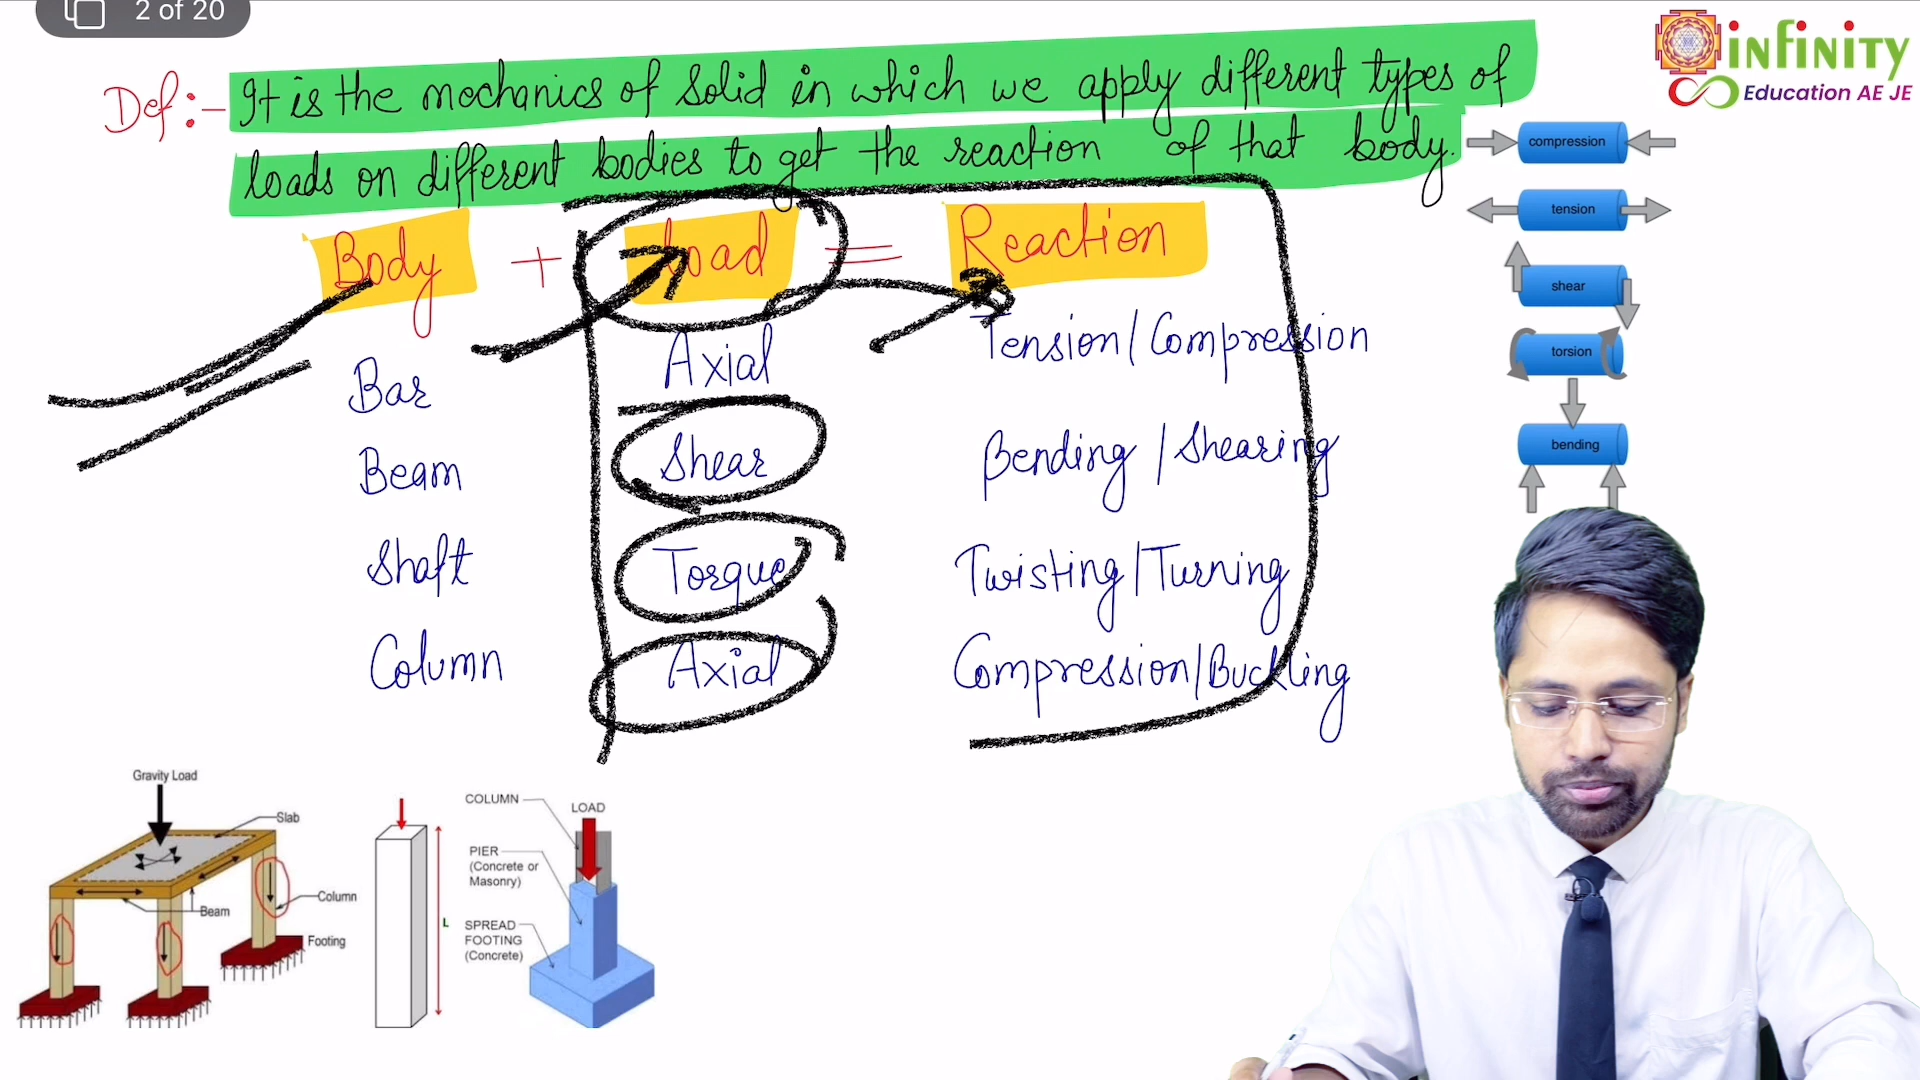 2 of 20
infinity
Education AE JE
Def:- It is the mechanics of Solid in which we apply different types of
loads on different bodies to get the reaction of that body.
Body + Load = Reaction
Bar Axial Tension/Compression
Beam Shear Bending/Shearing
Shaft Torque Twisting/Turning
Column Axial Compression/Buckling
compression
tension
shear
torsion
bending
Gravity Load
Slab
Column
Beam
Footing
L
COLUMN
LOAD
PIER
(Concrete or
Masonry)
SPREAD
FOOTING
(Concrete)